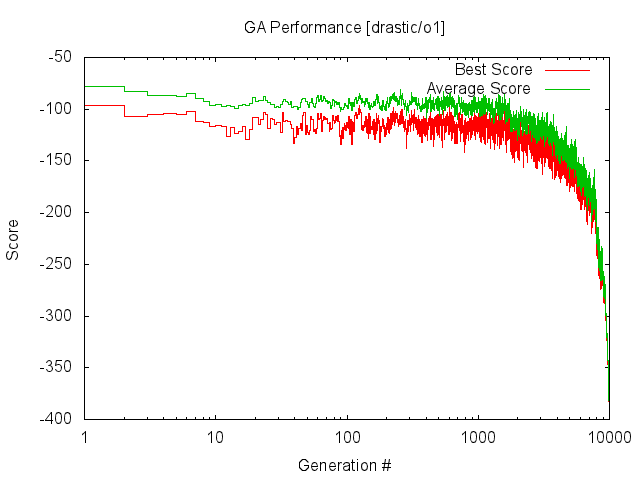 GA Performance [drastic/o1]
-50
Best Score
Average Score
-100
-150
-200
Score
-250
-300
-350
-400
1 10 100 1000 10000
Generation #